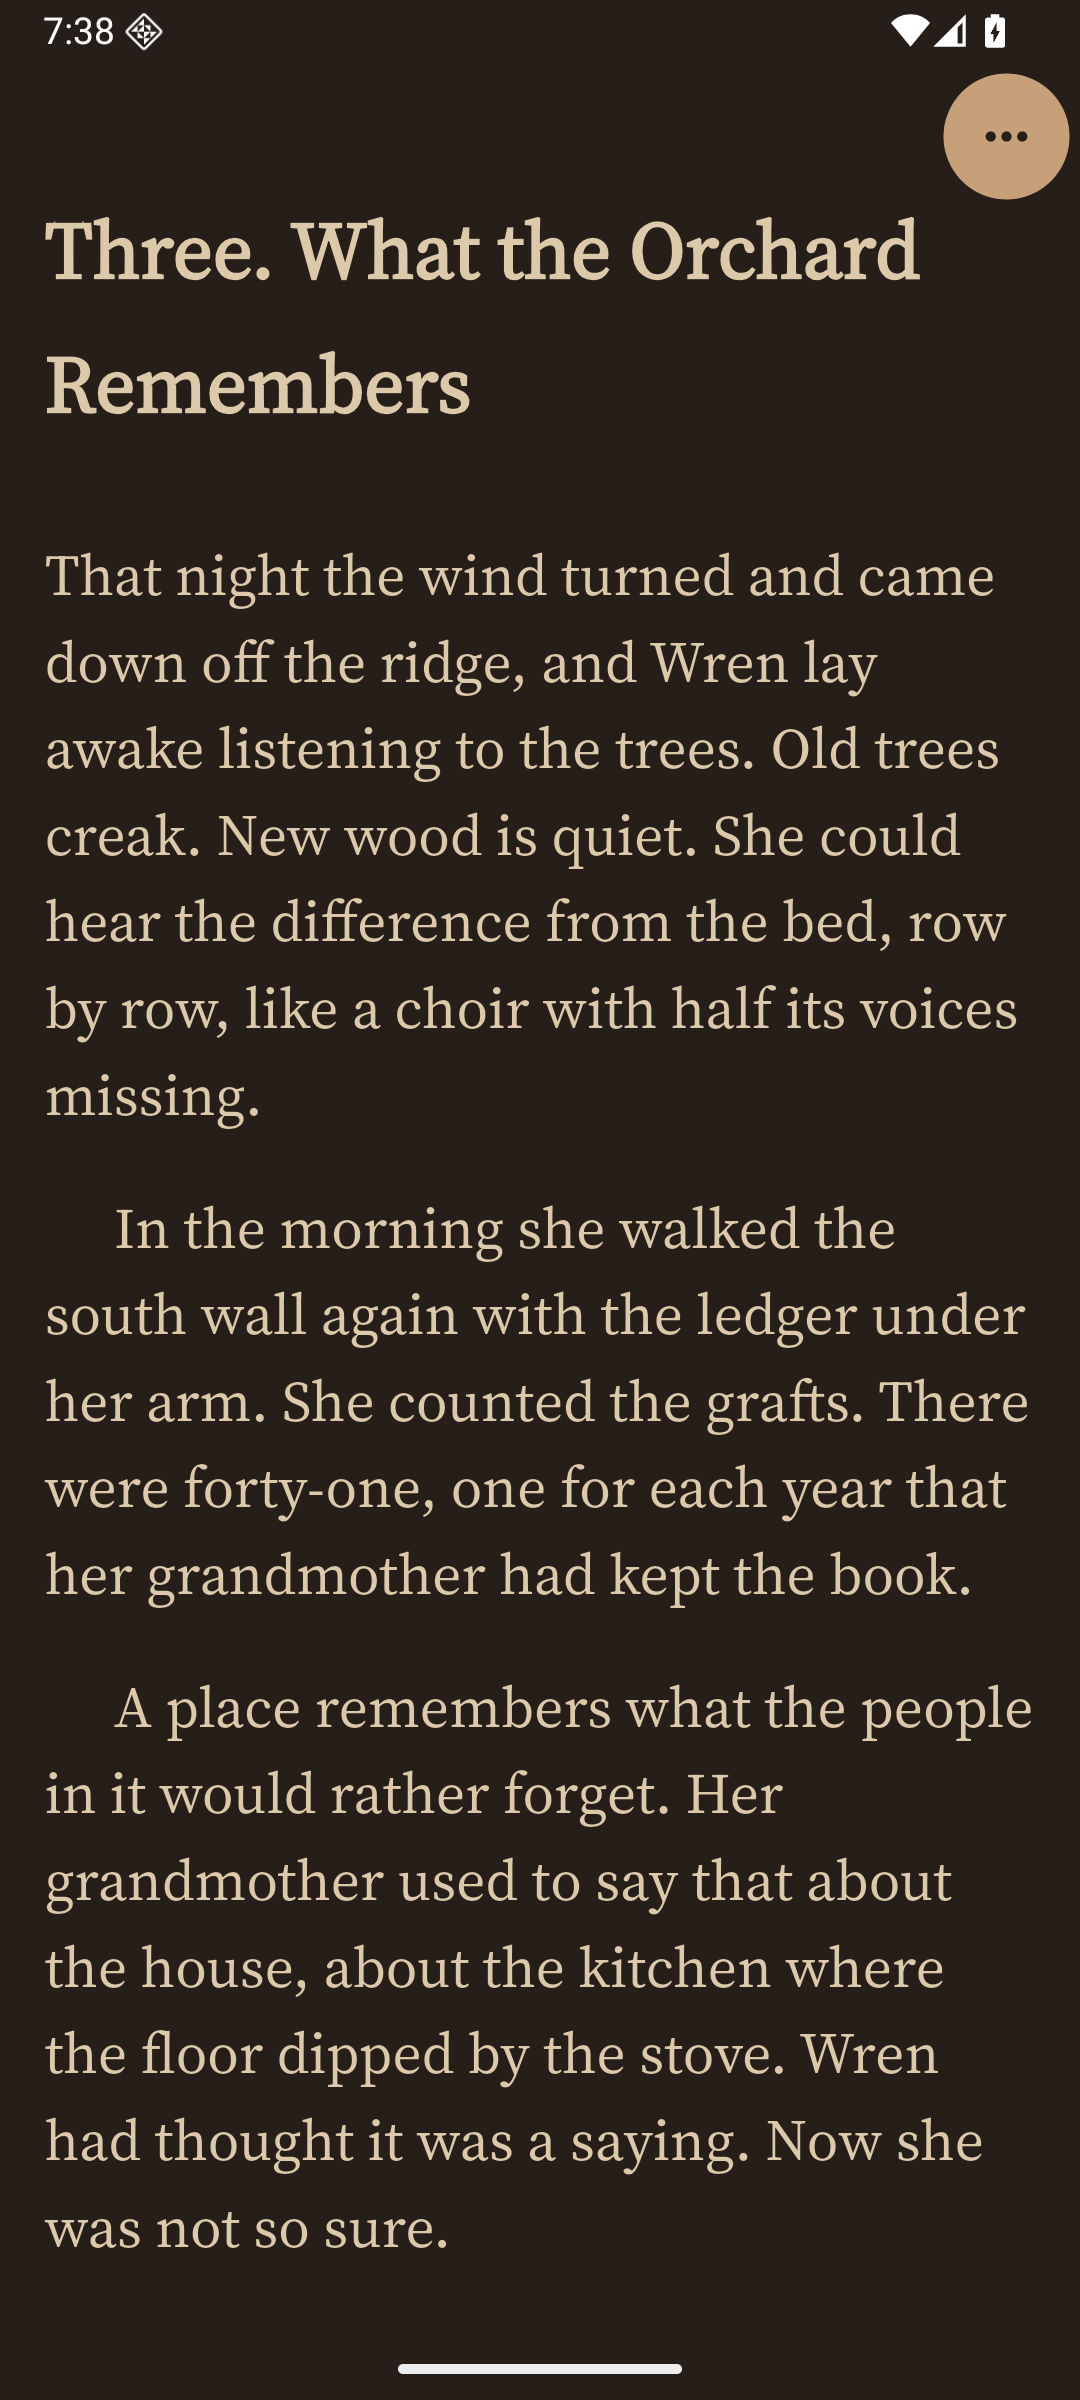 7:38
Three. What the Orchard
Remembers
That night the wind turned and came
down off the ridge, and Wren lay
awake listening to the trees. Old trees
creak. New wood is quiet. She could
hear the difference from the bed, row
by row, like a choir with half its voices
missing.
In the morning she walked the
south wall again with the ledger under
her arm. She counted the grafts. There
were forty-one, one for each year that
her grandmother had kept the book.
A place remembers what the people
in it would rather forget. Her
grandmother used to say that about
the house, about the kitchen where
the floor dipped by the stove. Wren
had thought it was a saying. Now she
was not so sure.